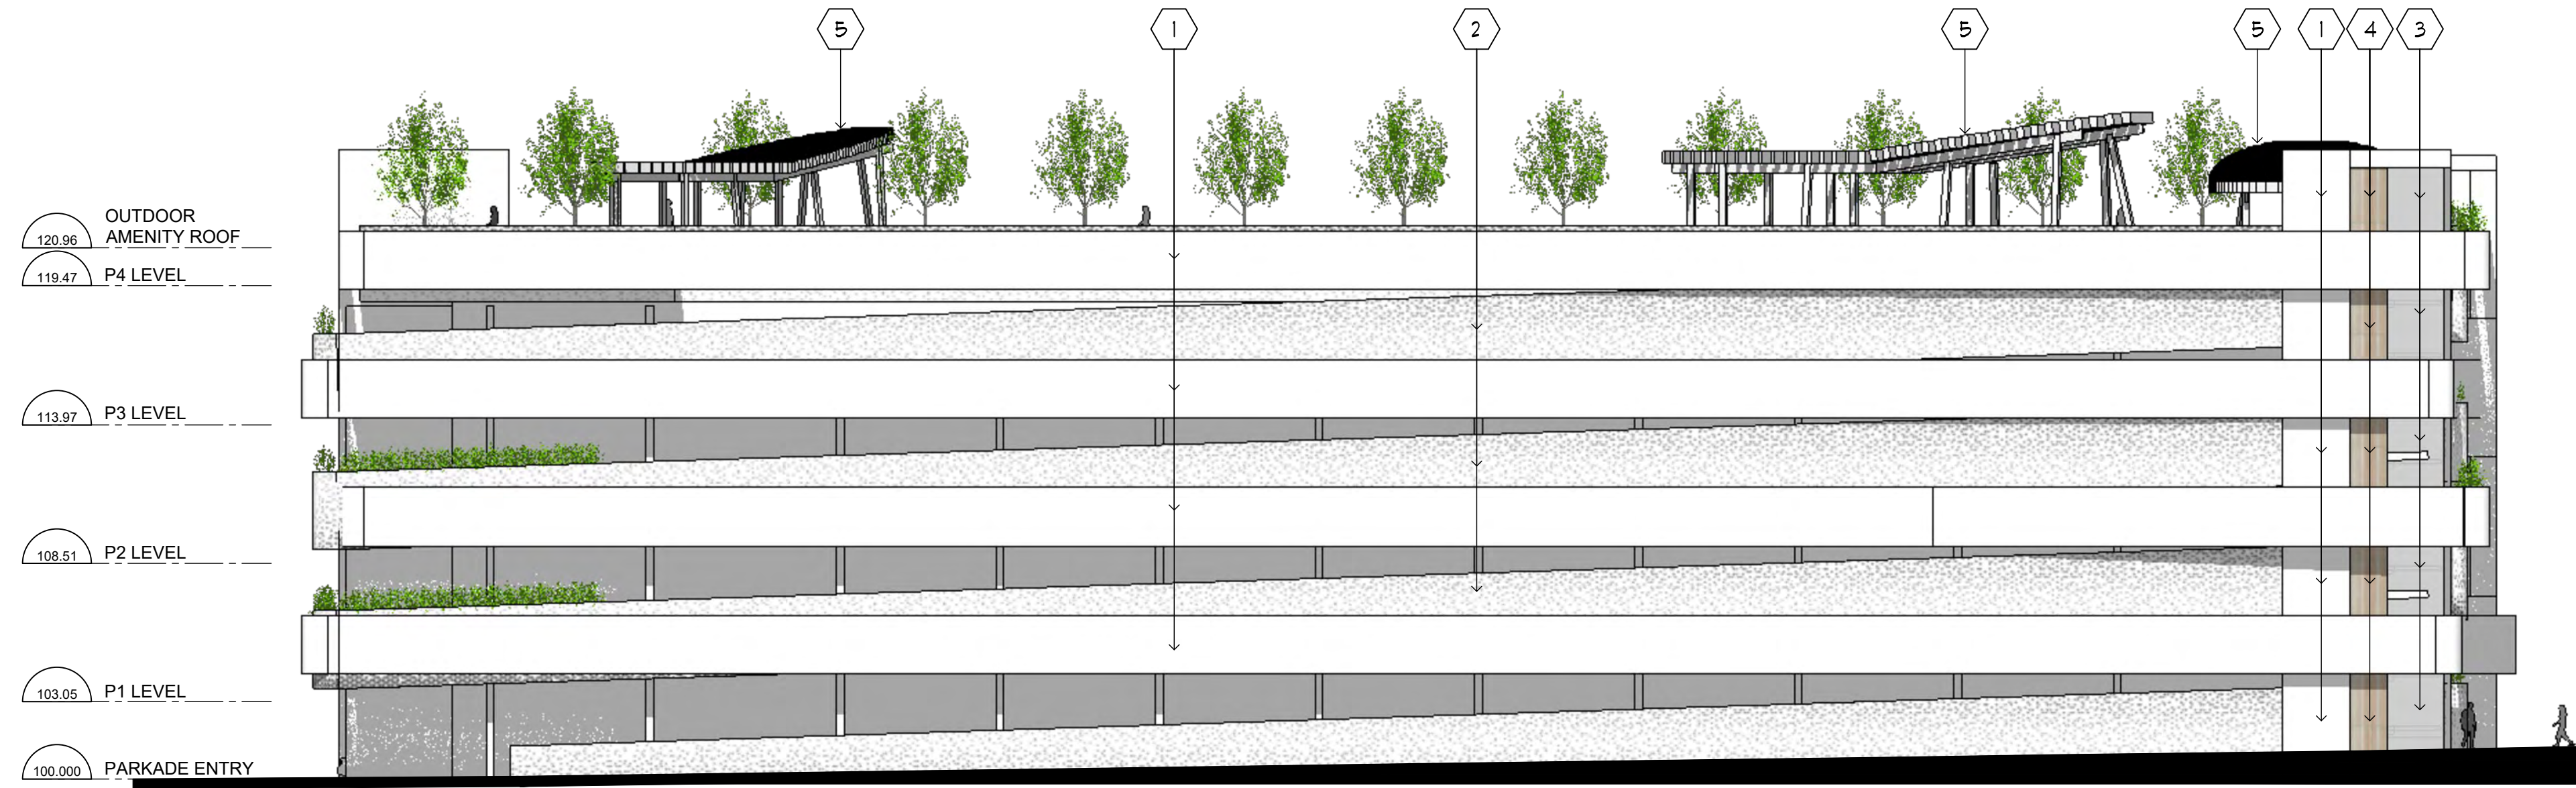 5 1 2 5 5 1 4 3
OUTDOOR
120.96 AMENITY ROOF
119.47 P4 LEVEL
113.97 P3 LEVEL
108.51 P2 LEVEL
103.05 P1 LEVEL
100.000 PARKADE ENTRY